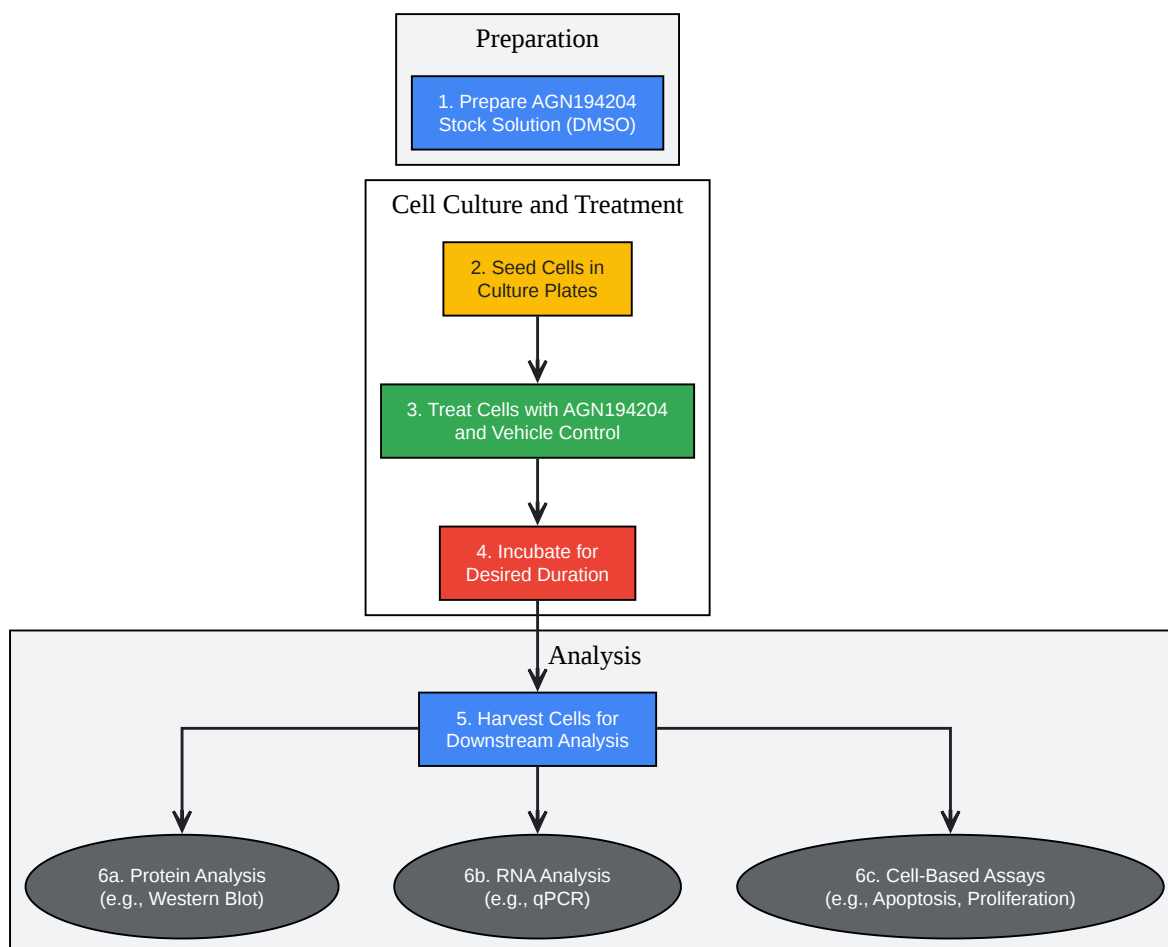 Preparation
1. Prepare AGN194204
Stock Solution (DMSO)
Cell Culture and Treatment
2. Seed Cells in
Culture Plates
3. Treat Cells with AGN194204
and Vehicle Control
4. Incubate for
Desired Duration
Analysis
5. Harvest Cells for
Downstream Analysis
6a. Protein Analysis
(e.g., Western Blot)
6b. RNA Analysis
(e.g., qPCR)
6c. Cell-Based Assays
(e.g., Apoptosis, Proliferation)